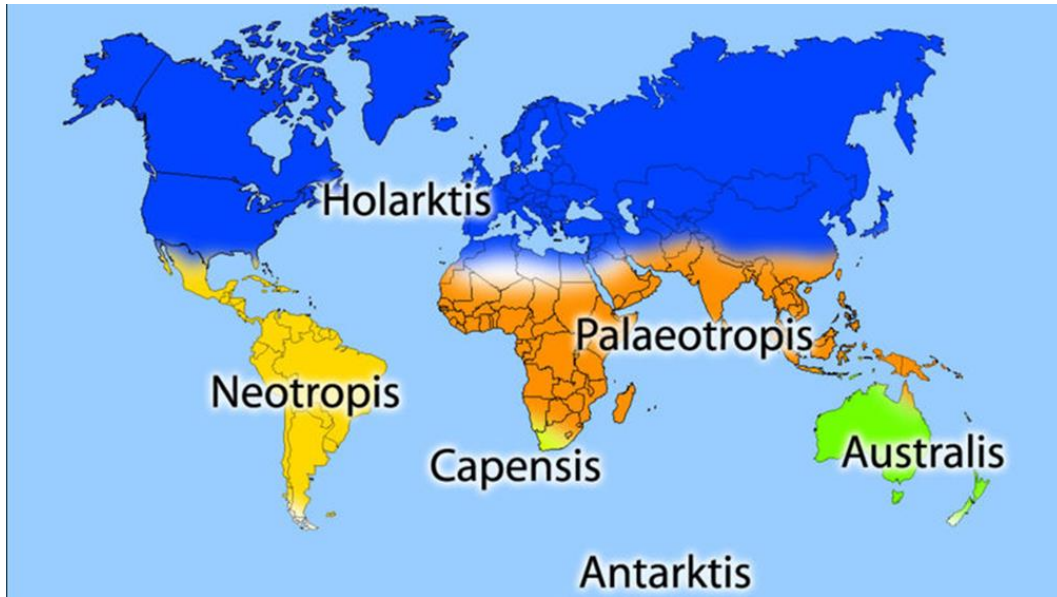 Holarktis
Palaeotropis
Neotropis
Capensis
Australis
Antarktis